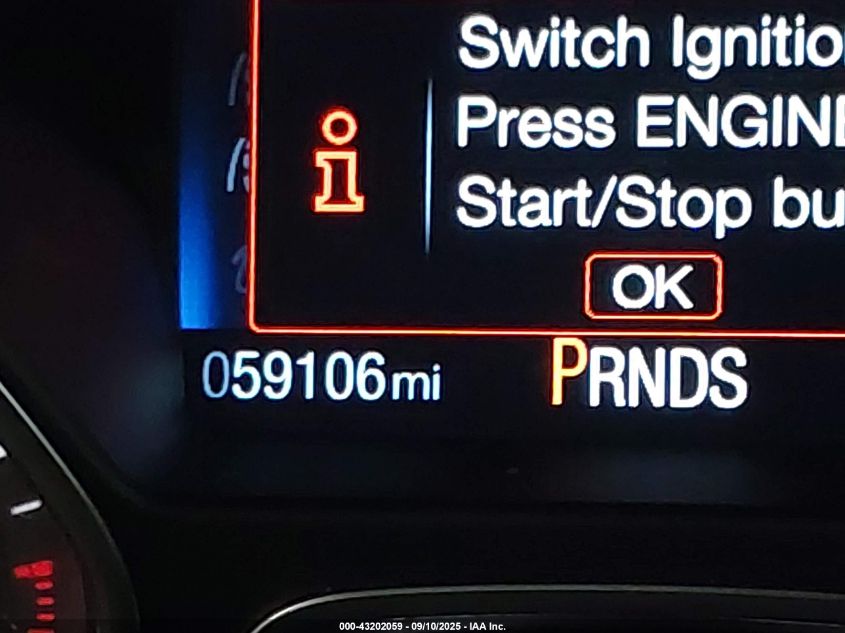 Switch Ignitio
Press ENGINE
Start/Stop bu
OK
059106mi
PRNDS
000-43202059 - 09/10/2025 - IAA Inc.